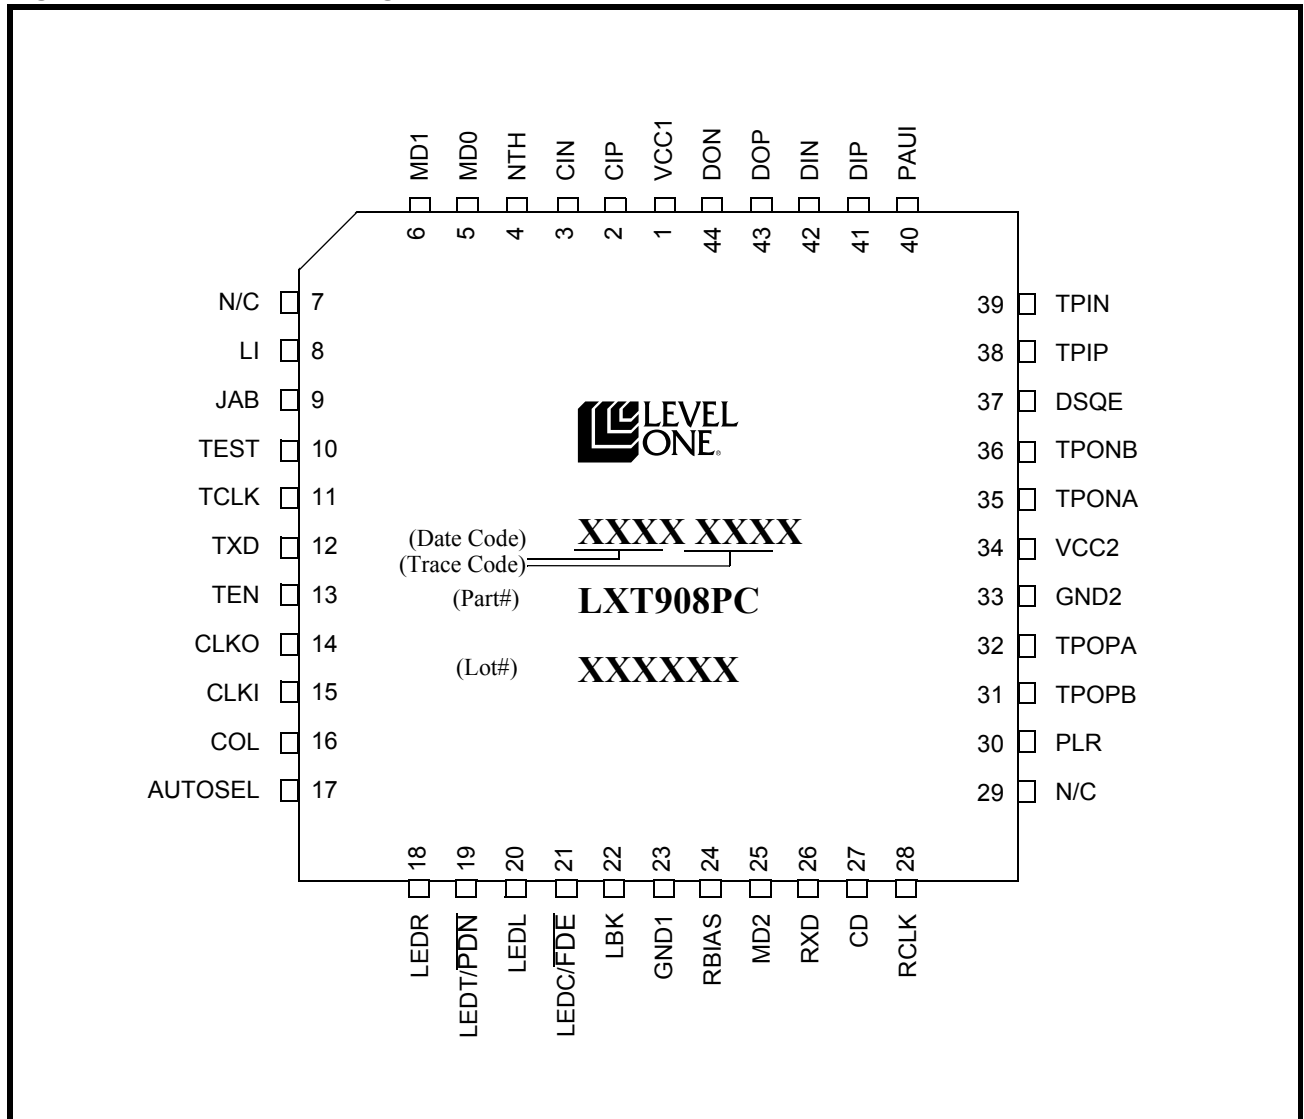 MD1
MD0
NTH
CIN
CIP
VCC1
DON
DOP
DIN
DIP
PAUI
6
5
4
3
2
1
44
43
42
41
40
N/C 7
LI 8
JAB 9
TEST 10
TCLK 11
TXD 12
TEN 13
CLKO 14
CLKI 15
COL 16
AUTOSEL 17
39 TPIN
38 TPIP
37 DSQE
36 TPONB
35 TPONA
34 VCC2
33 GND2
32 TPOPA
31 TPOPB
30 PLR
29 N/C
LEVEL
ONE®
(Date Code) XXXX XXXX
(Trace Code)
(Part#) LXT908PC
(Lot#) XXXXXX
18
19
20
21
22
23
24
25
26
27
28
LEDR
LEDT/PDN
LEDL
LEDC/FDE
LBK
GND1
RBIAS
MD2
RXD
CD
RCLK